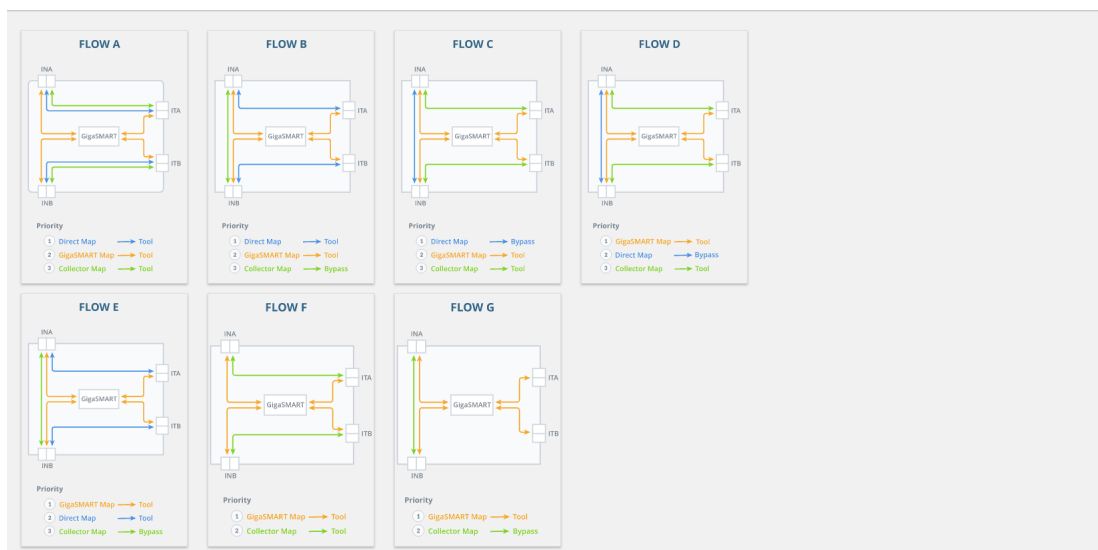 FLOW A
INA
ITA
GigaSMART
ITB
INB
Priority
1 Direct Map Tool
2 GigaSMART Map Tool
3 Collector Map Tool
FLOW B
INA
ITA
GigaSMART
ITB
INB
Priority
1 Direct Map Tool
2 GigaSMART Map Tool
3 Collector Map Bypass
FLOW C
INA
ITA
GigaSMART
ITB
INB
Priority
1 Direct Map Bypass
2 GigaSMART Map Tool
3 Collector Map Tool
FLOW D
INA
ITA
GigaSMART
ITB
INB
Priority
1 GigaSMART Map Tool
2 Direct Map Bypass
3 Collector Map Tool
FLOW E
INA
ITA
GigaSMART
ITB
INB
Priority
1 GigaSMART Map Tool
2 Direct Map Tool
3 Collector Map Bypass
FLOW F
INA
ITA
GigaSMART
ITB
INB
Priority
1 GigaSMART Map Tool
2 Collector Map Tool
FLOW G
INA
ITA
GigaSMART
ITB
INB
Priority
1 GigaSMART Map Tool
2 Collector Map Bypass